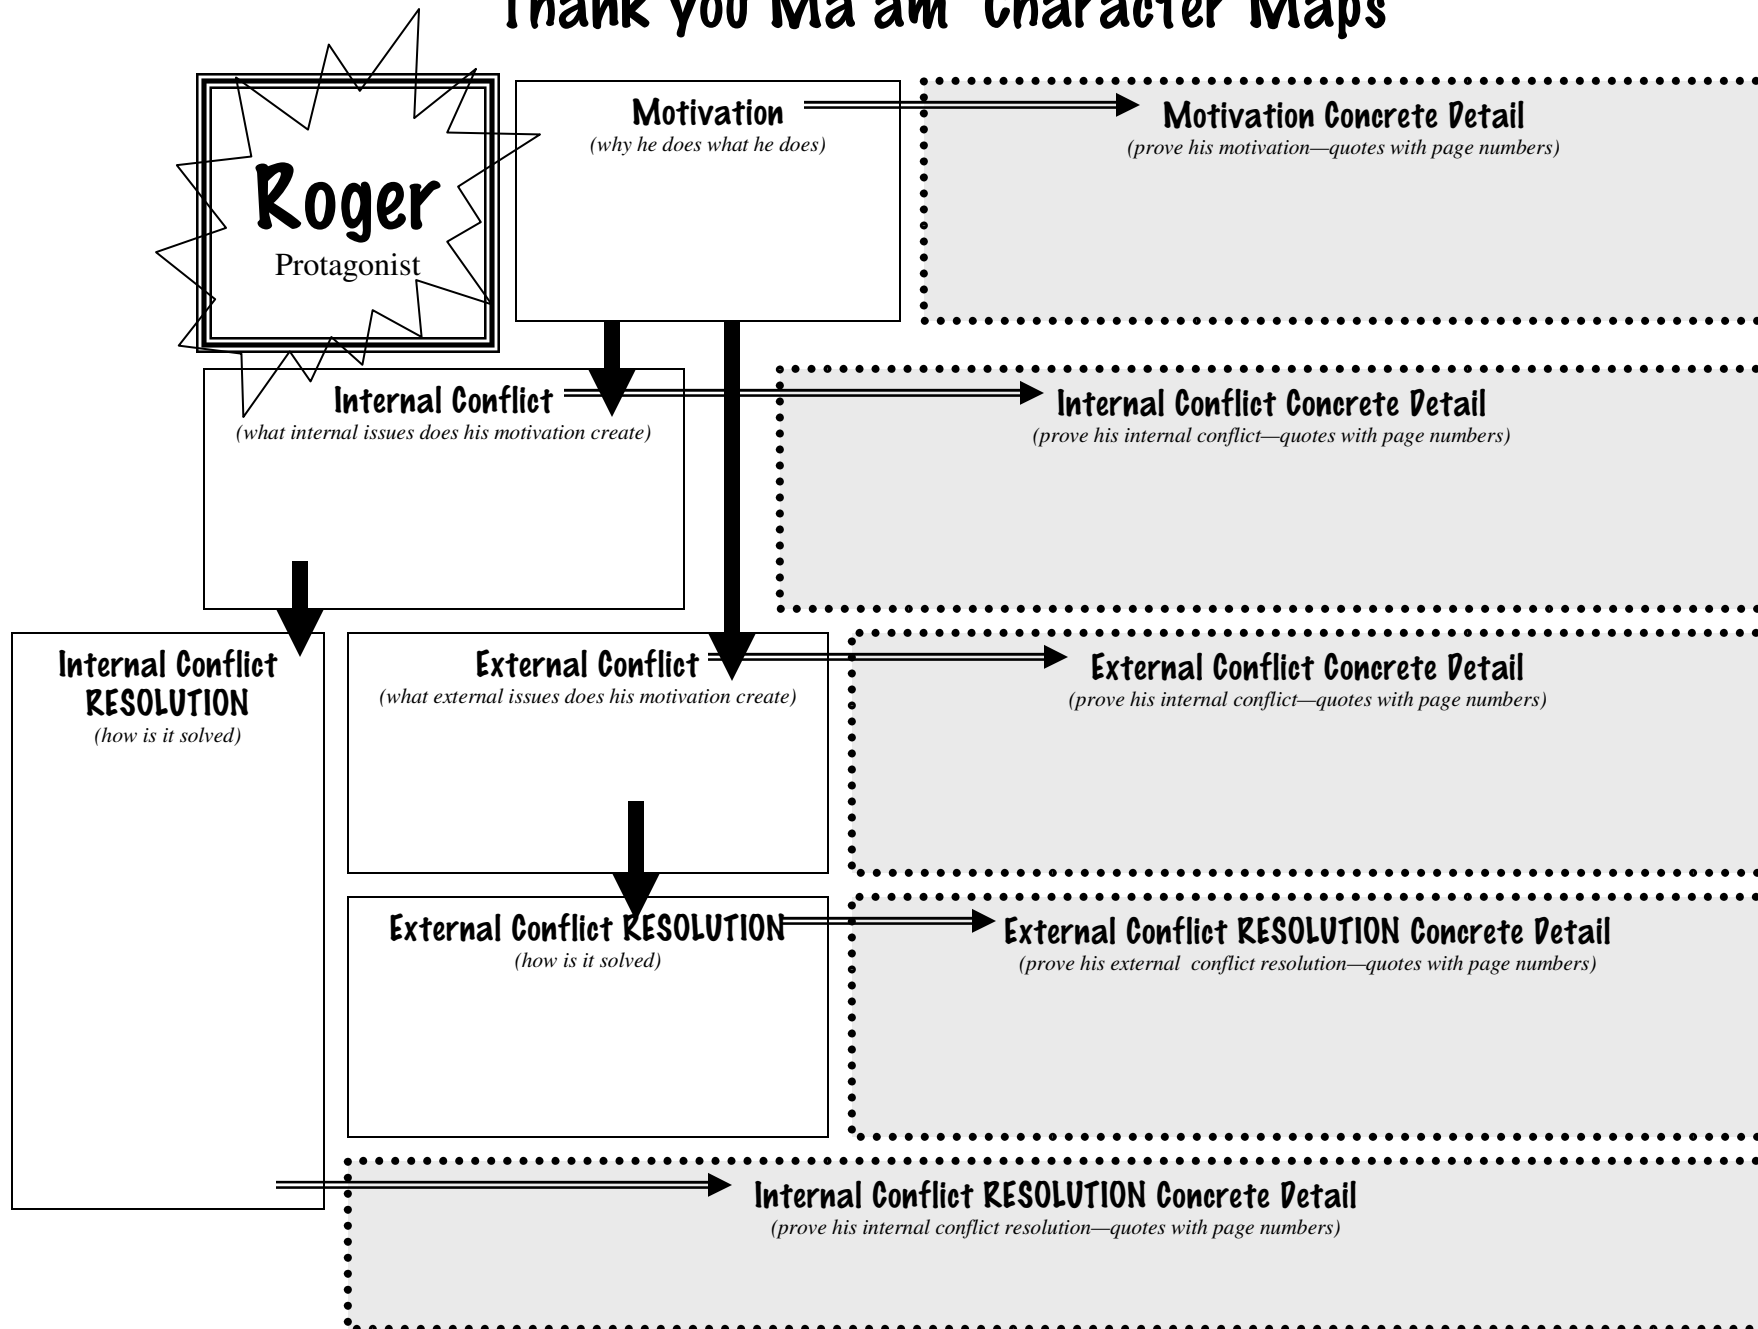 Thank you Ma'am Character Maps
Roger
Protagonist
Motivation
(why he does what he does)
Motivation Concrete Detail
(prove his motivation—quotes with page numbers)
Internal Conflict
(what internal issues does his motivation create)
Internal Conflict Concrete Detail
(prove his internal conflict—quotes with page numbers)
Internal Conflict
RESOLUTION
(how is it solved)
External Conflict
(what external issues does his motivation create)
External Conflict Concrete Detail
(prove his internal conflict—quotes with page numbers)
External Conflict RESOLUTION
(how is it solved)
External Conflict RESOLUTION Concrete Detail
(prove his external  conflict resolution—quotes with page numbers)
Internal Conflict RESOLUTION Concrete Detail
(prove his internal conflict resolution—quotes with page numbers)